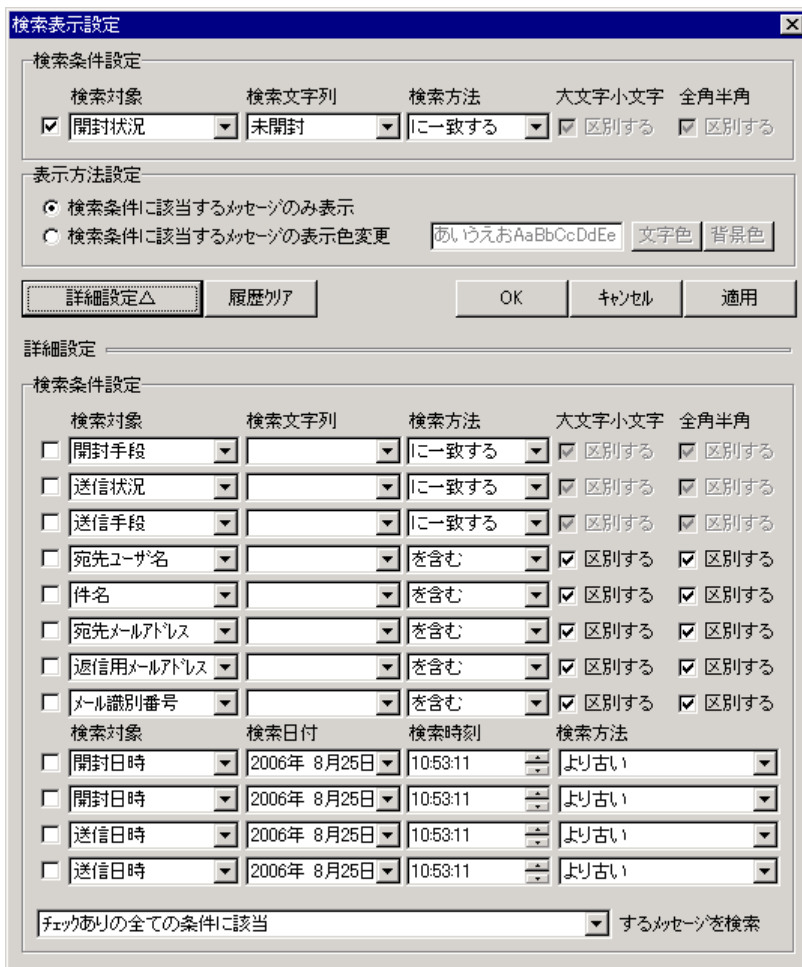 検索表示設定
検索条件設定
検索対象 検索文字列 検索方法 大文字小文字 全角半角
開封状況 未開封 に一致する 区別する 区別する
表示方法設定
検索条件に該当するﾒｯｾｰｼﾞのみ表示
検索条件に該当するﾒｯｾｰｼﾞの表示色変更 あいうえおAaBbCcDdEe 文字色 背景色
詳細設定△ 履歴ｸﾘｱ OK ｷｬﾝｾﾙ 適用
詳細設定
検索条件設定
検索対象 検索文字列 検索方法 大文字小文字 全角半角
開封手段 に一致する 区別する 区別する
送信状況 に一致する 区別する 区別する
送信手段 に一致する 区別する 区別する
宛先ﾕｰｻﾞ名 を含む 区別する 区別する
件名 を含む 区別する 区別する
宛先ﾒｰﾙｱﾄﾞﾚｽ を含む 区別する 区別する
返信用ﾒｰﾙｱﾄﾞﾚｽ を含む 区別する 区別する
ﾒｰﾙ識別番号 を含む 区別する 区別する
検索対象 検索日付 検索時刻 検索方法
開封日時 2006年 8月25日 10:53:11 より古い
開封日時 2006年 8月25日 10:53:11 より古い
送信日時 2006年 8月25日 10:53:11 より古い
送信日時 2006年 8月25日 10:53:11 より古い
ﾁｪｯｸありの全ての条件に該当 するﾒｯｾｰｼﾞを検索